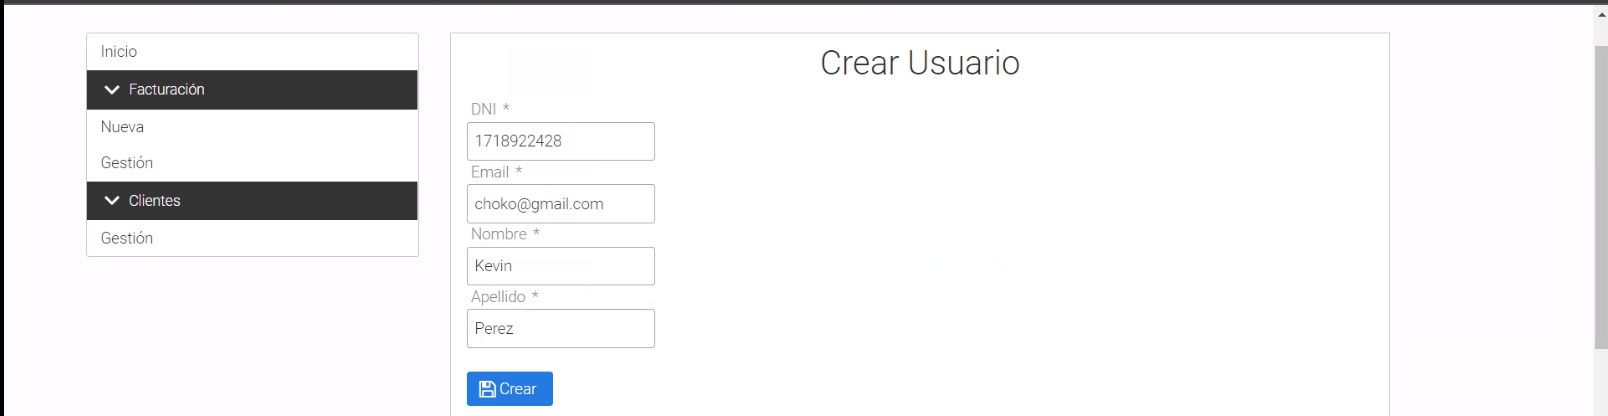 Inicio
Facturación
Nueva
Gestión
Clientes
Gestión
Crear Usuario
DNI *
1718922428
Email *
choko@gmail.com
Nombre *
Kevin
Apellido *
Perez
Crear